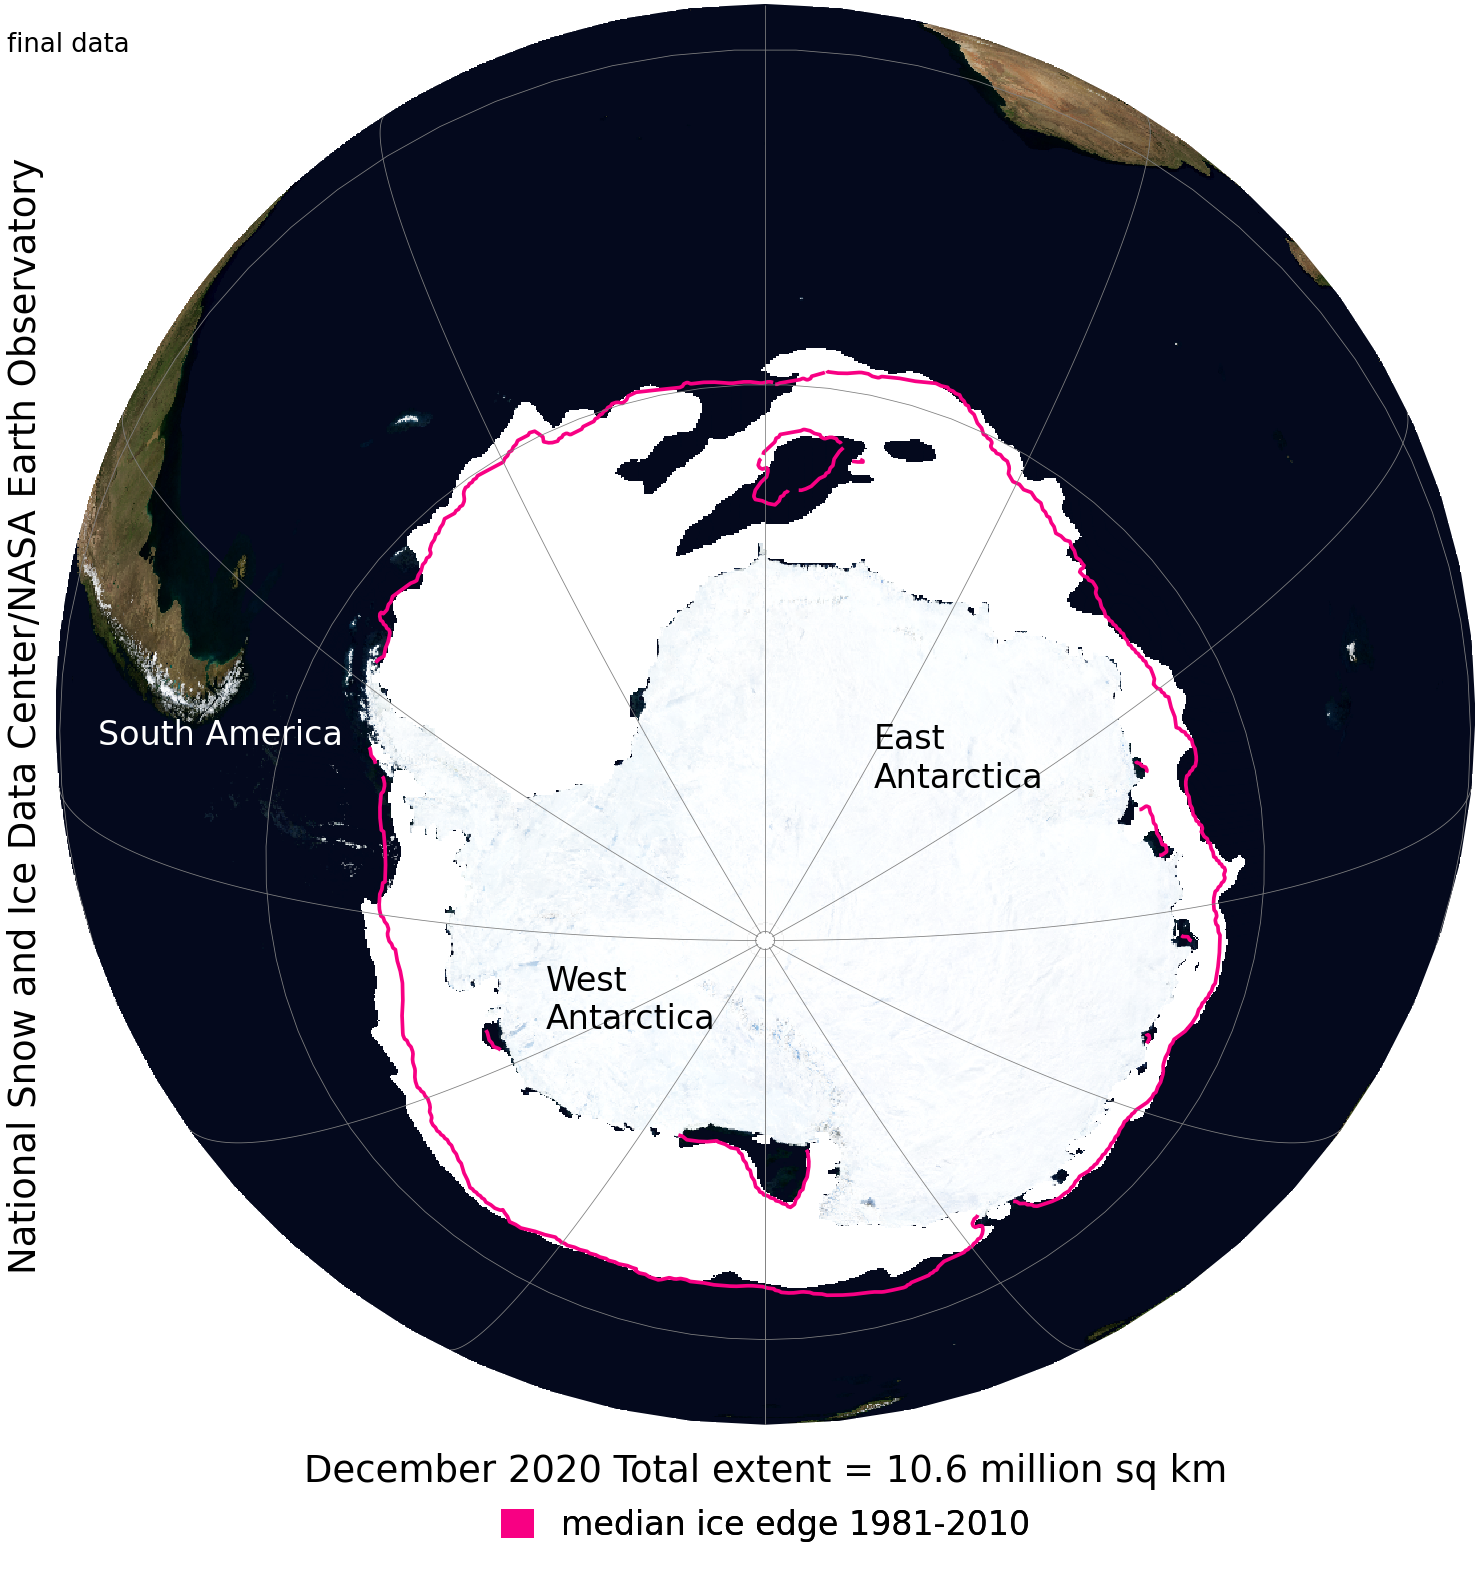 final data
National Snow and Ice Data Center/NASA Earth Observatory
South America
East
Antarctica
West
Antarctica
December 2020 Total extent = 10.6 million sq km
median ice edge 1981-2010